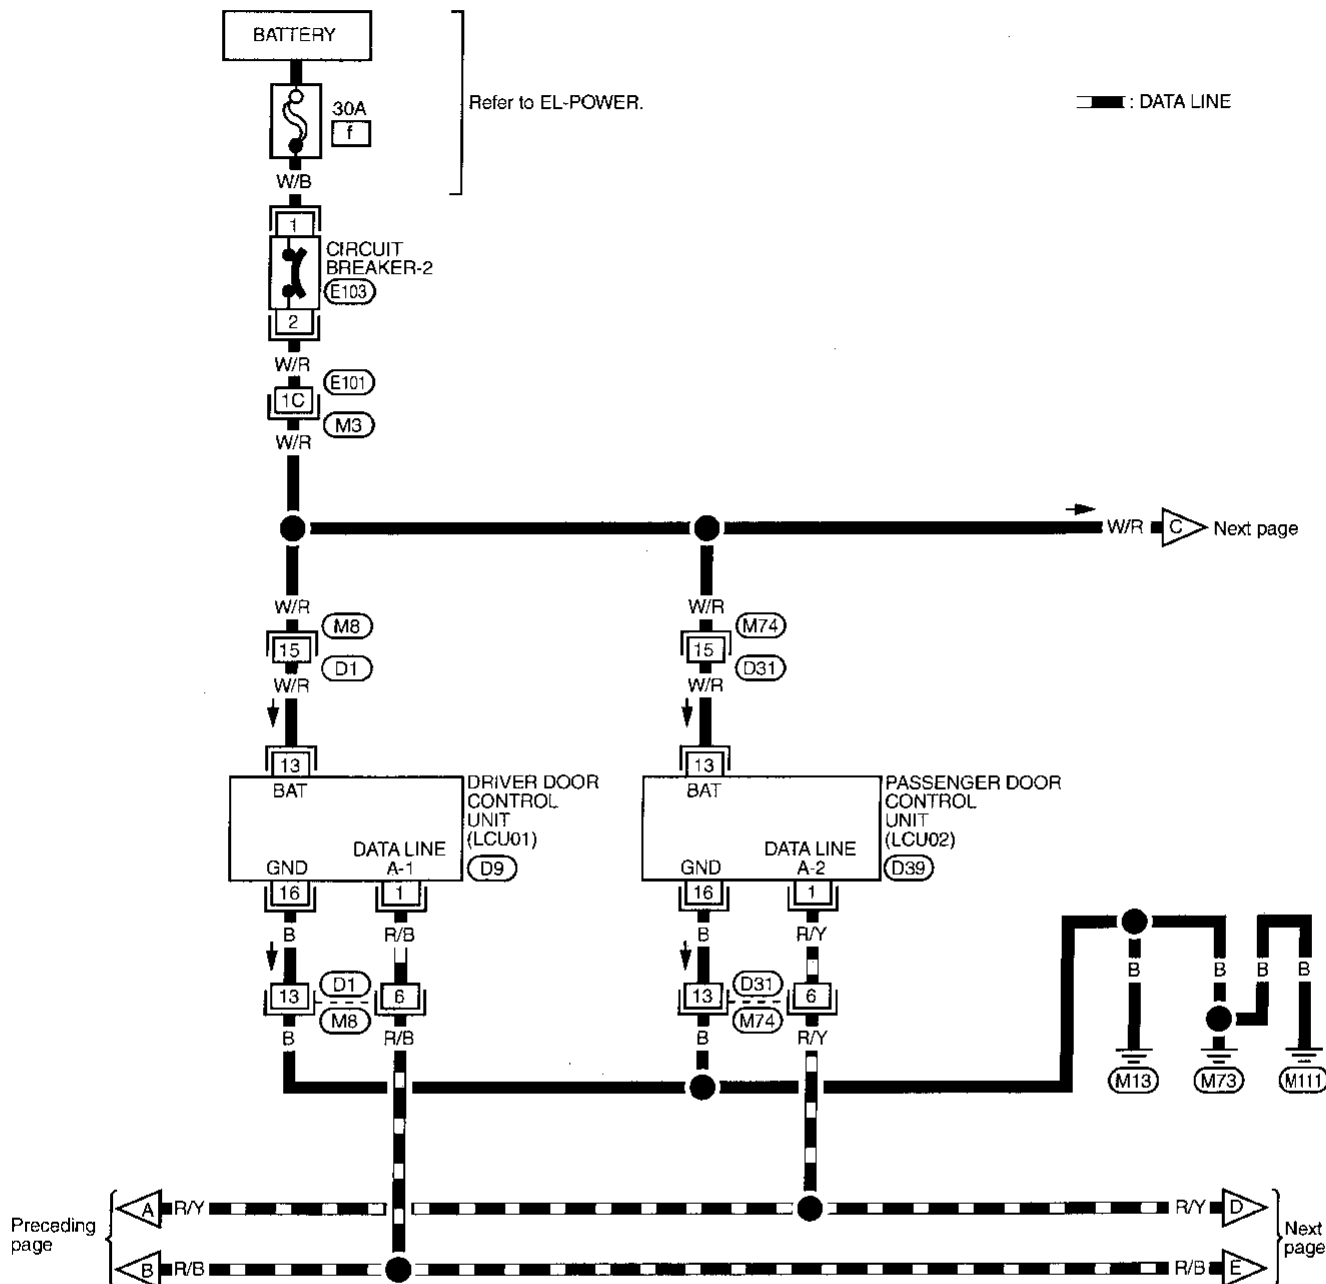 BATTERY
30A
f
Refer to EL-POWER.
: DATA LINE
W/B
1
CIRCUIT
BREAKER-2
E103
2
W/R
E101
1C
M3
W/R
W/R
C
Next page
W/R
M8
15
D1
W/R
W/R
M74
15
D31
W/R
13
BAT
DRIVER DOOR
CONTROL
UNIT
(LCU01)
D9
GND
DATA LINE
A-1
16
1
13
BAT
PASSENGER DOOR
CONTROL
UNIT
(LCU02)
D39
GND
DATA LINE
A-2
16
1
B
R/B
B
R/Y
B
B
B
B
13
D1
M8
6
13
D31
M74
6
B
R/B
B
R/Y
M13
M73
M111
Preceding
page
A
R/Y
R/Y
D
B
R/B
R/B
E
Next
page